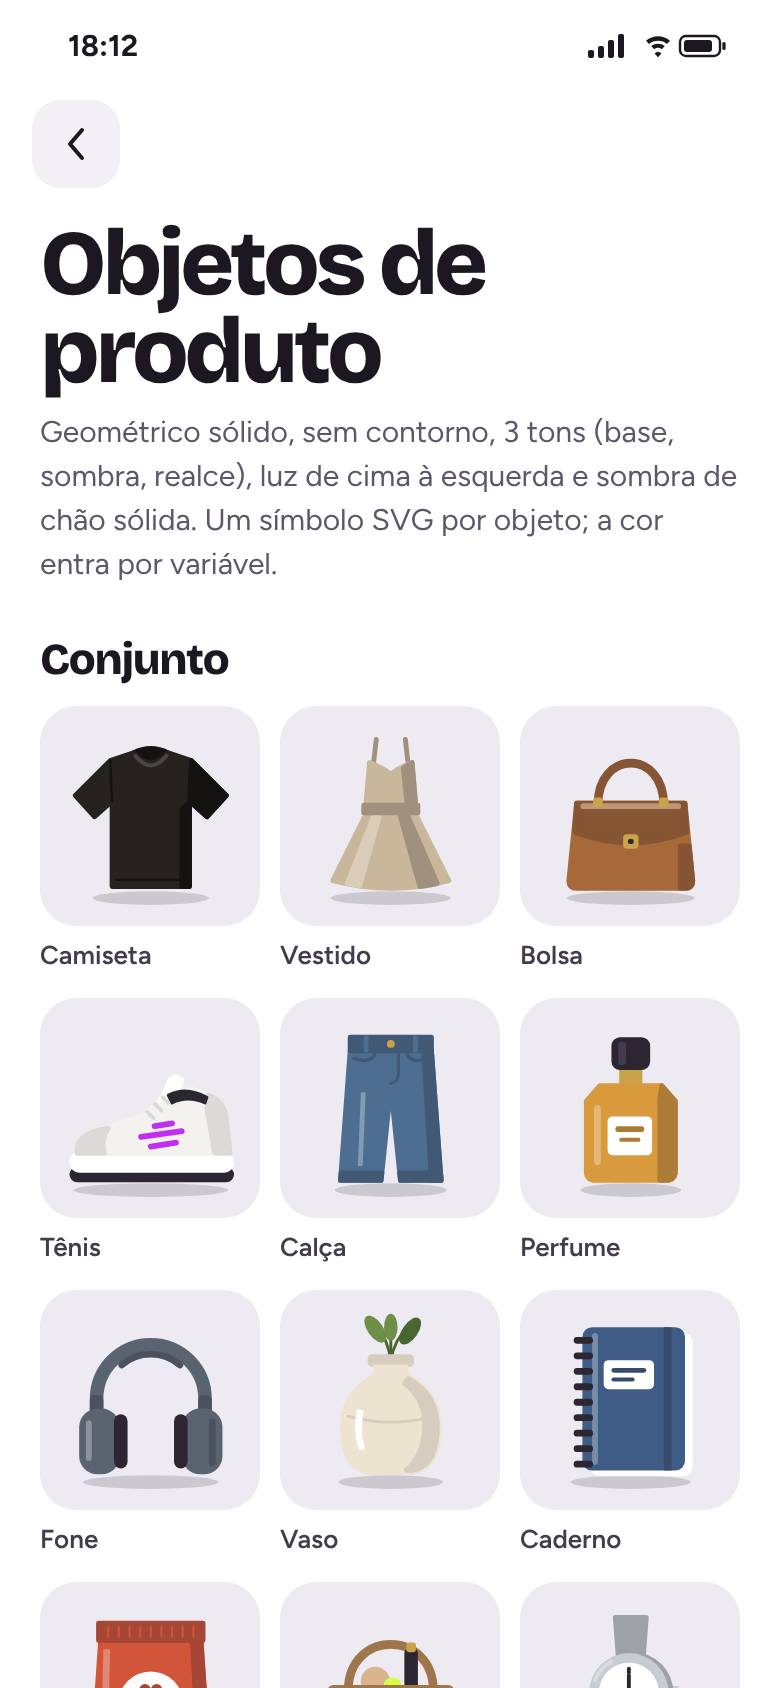 18:12
Objetos de
produto
Geométrico sólido, sem contorno, 3 tons (base,
sombra, realce), luz de cima à esquerda e sombra de
chão sólida. Um símbolo SVG por objeto; a cor
entra por variável.
Conjunto
Camiseta
Vestido
Bolsa
Tênis
Calça
Perfume
Fone
Vaso
Caderno